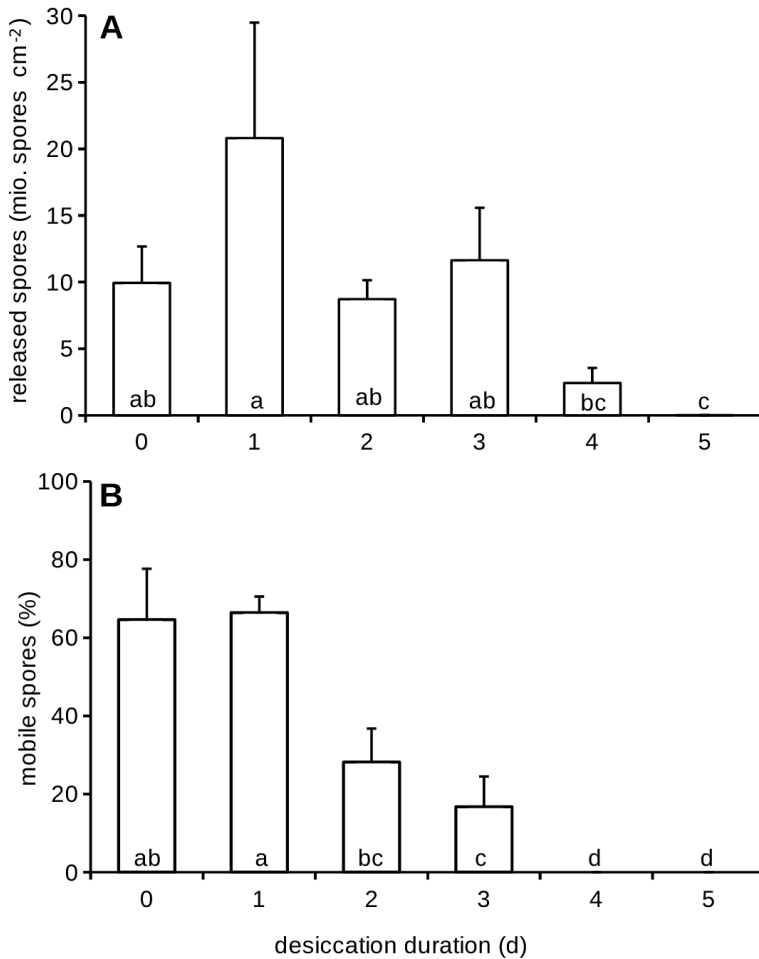 A
released spores (mio. spores cm-2)
30
25
20
15
10
5
0
ab
a
ab
ab
bc
c
0 1 2 3 4 5
B
mobile spores (%)
100
80
60
40
20
0
ab
a
bc
c
d
d
0 1 2 3 4 5
desiccation duration (d)